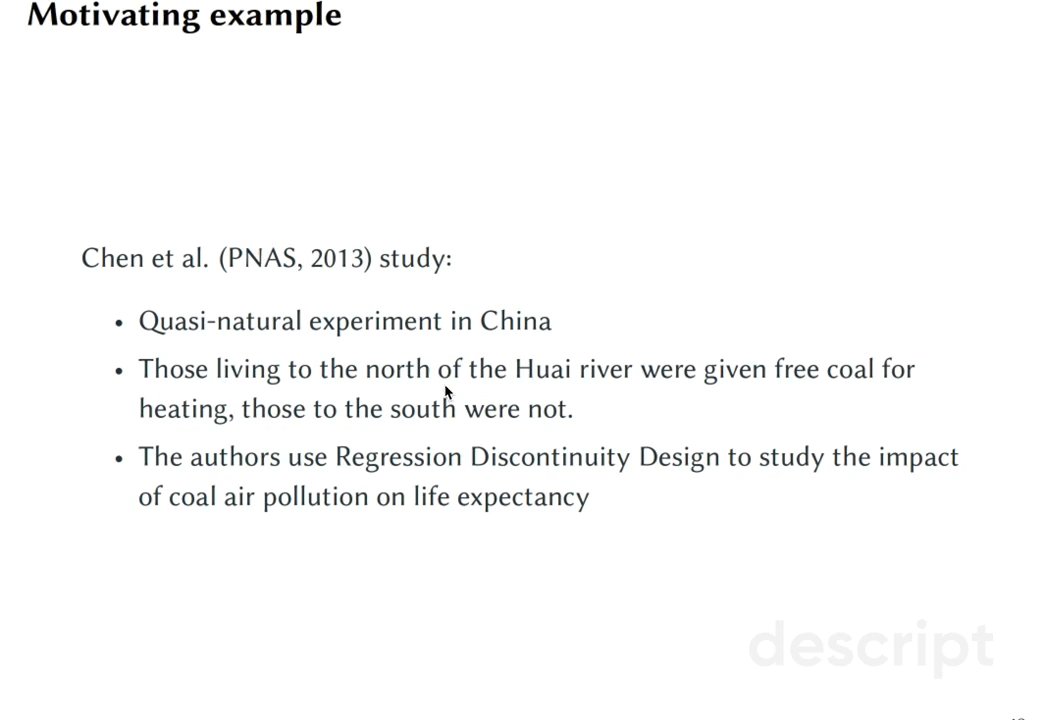 Motivating example
Chen et al. (PNAS, 2013) study:
• Quasi-natural experiment in China
• Those living to the north of the Huai river were given free coal for
heating, those to the south were not.
• The authors use Regression Discontinuity Design to study the impact
of coal air pollution on life expectancy
descript